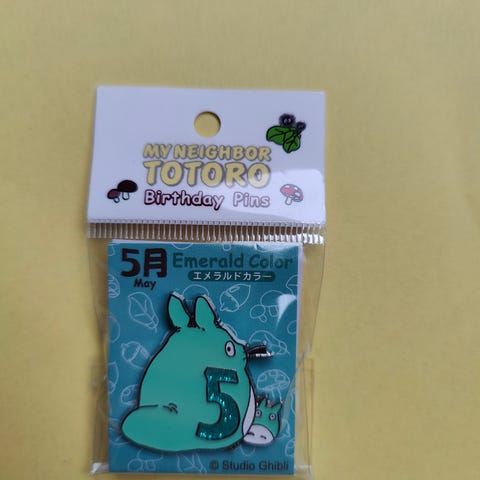 MY NEIGHBOR
TOTORO
Birthday Pins
5月 Emerald Color
May エメラルドカラー
5
© Studio Ghibli